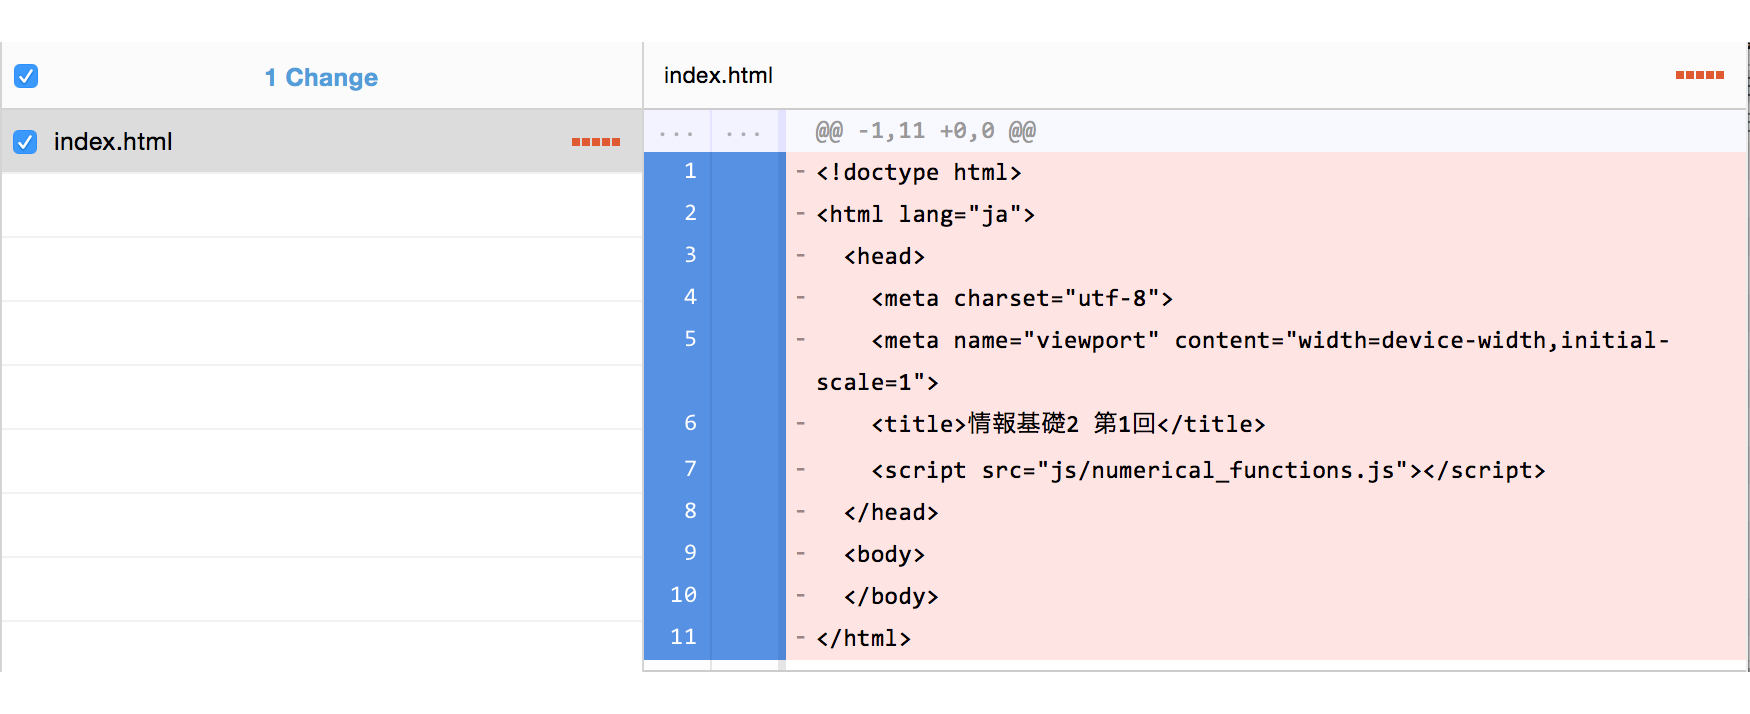 1 Change
index.html
index.html
... ... @@ -1,11 +0,0 @@
1 - <!doctype html>
2 - <html lang="ja">
3 -   <head>
4 -     <meta charset="utf-8">
5 -     <meta name="viewport" content="width=device-width,initial-
scale=1">
6 -     <title>情報基礎2 第1回</title>
7 -     <script src="js/numerical_functions.js"></script>
8 -   </head>
9 -   <body>
10 -   </body>
11 - </html>